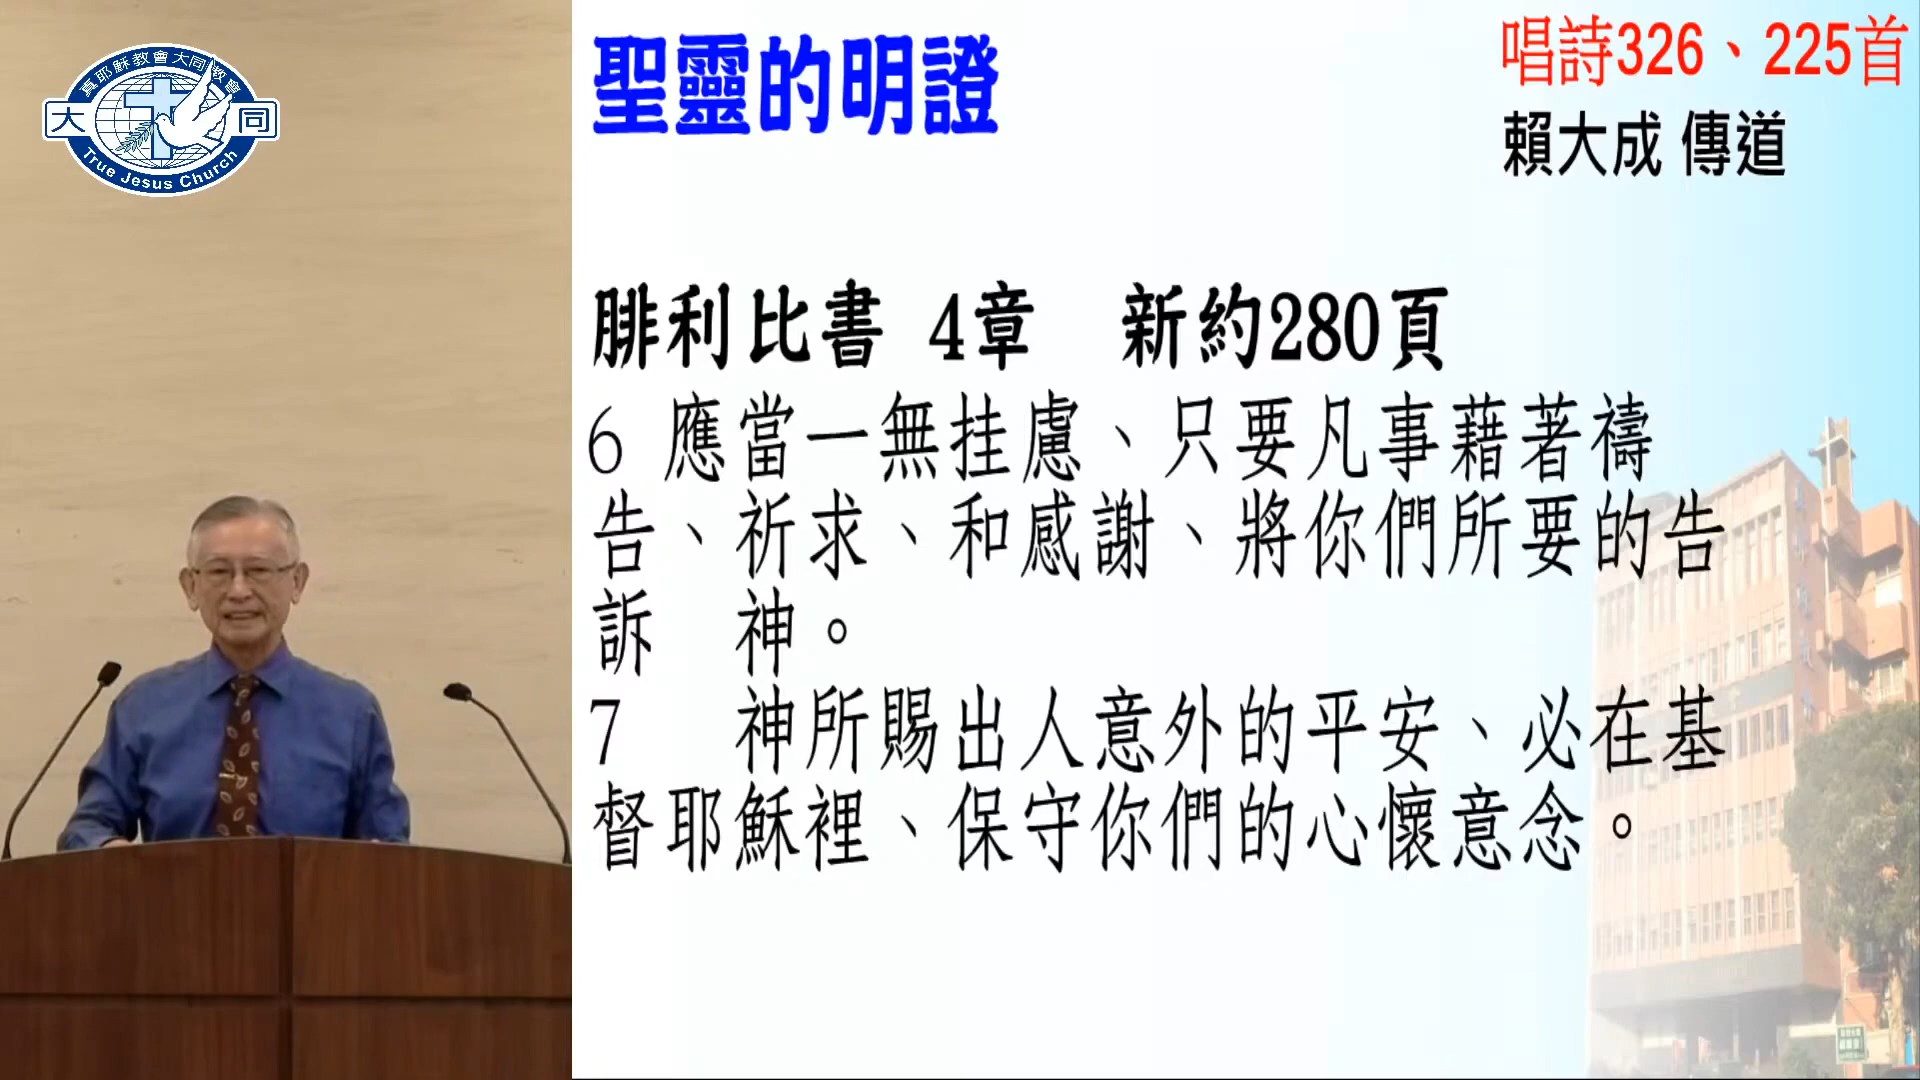 真耶穌教會大同教會
大同
True Jesus Church
聖靈的明證
唱詩326、225首
賴大成 傳道
腓利比書 4章 新約280頁
6 應當一無挂慮、只要凡事藉著禱
告、祈求、和感謝、將你們所要的告
訴 神。
7 神所賜出人意外的平安、必在基
督耶穌裡、保守你們的心懷意念。